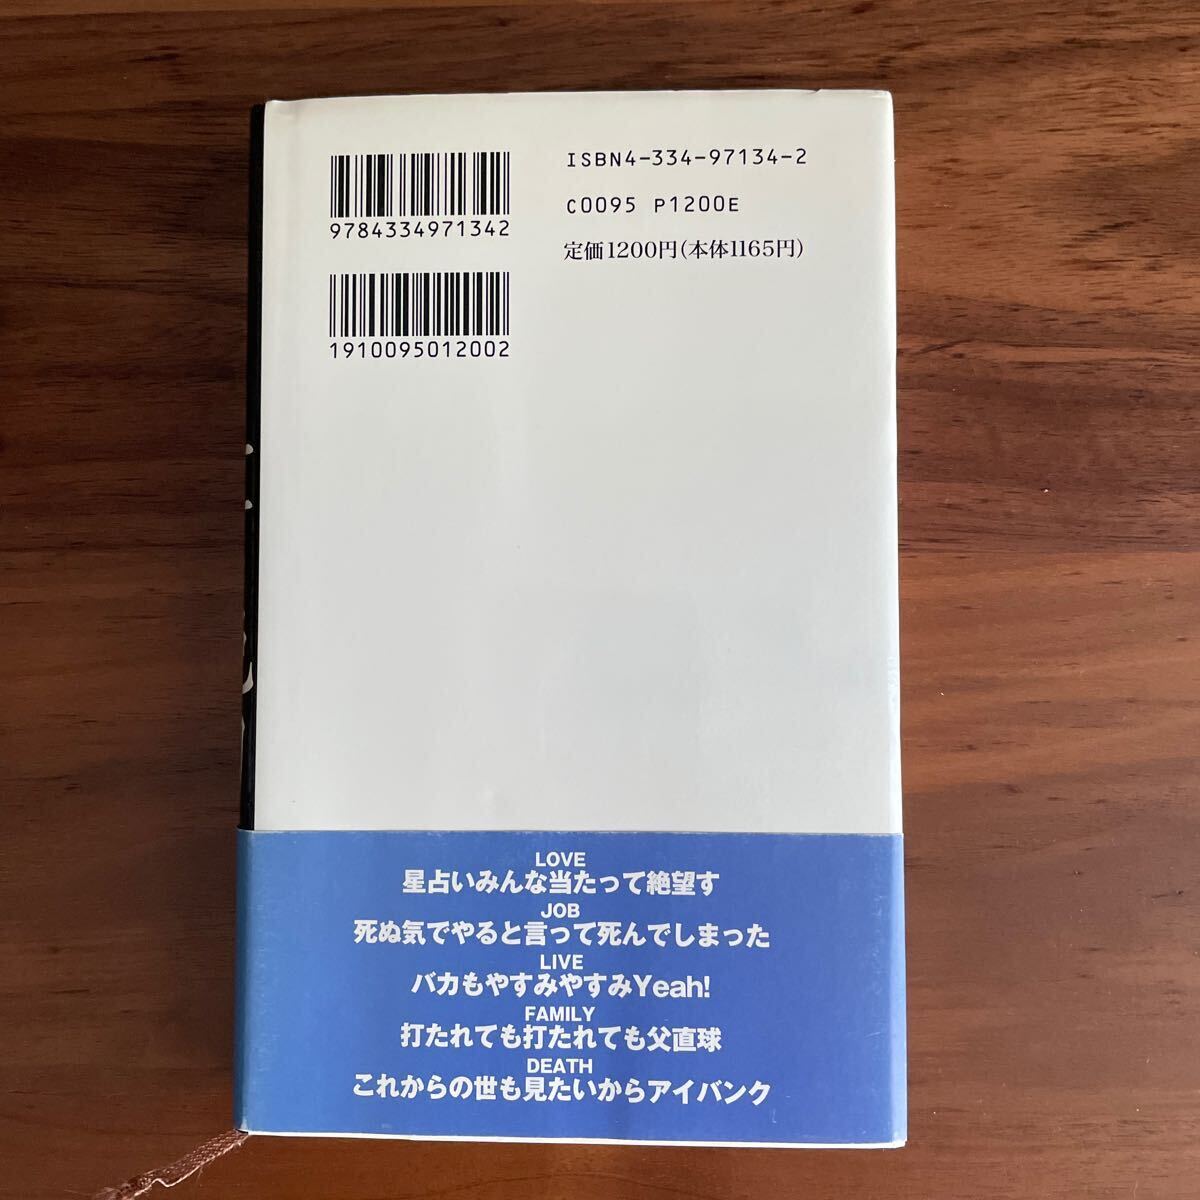 9784334971342
1910095012002
ISBN4-334-97134-2
C0095 P1200E
定価1200円(本体1165円)
LOVE
星占いみんな当たって絶望す
JOB
死ぬ気でやると言って死んでしまった
LIVE
バカもやすみやすみYeah!
FAMILY
打たれても打たれても父直球
DEATH
これからの世も見たいからアイバンク